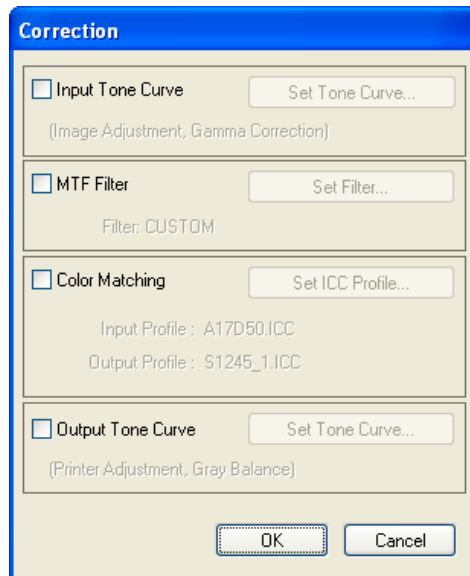 Correction
Input Tone Curve Set Tone Curve...
(Image Adjustment, Gamma Correction)
MTF Filter Set Filter...
Filter: CUSTOM
Color Matching Set ICC Profile...
Input Profile : A17D50.ICC
Output Profile : S1245_1.ICC
Output Tone Curve Set Tone Curve...
(Printer Adjustment, Gray Balance)
OK Cancel